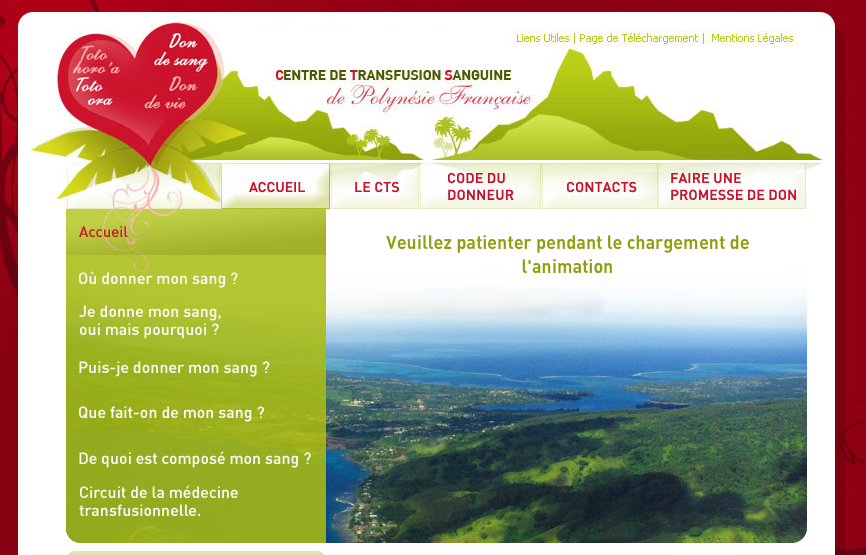 Toto
horo'a
Toto
ora
Don
de sang
Don
de vie
Liens Utiles | Page de Téléchargement | Mentions Légales
CENTRE DE TRANSFUSION SANGUINE
de Polynésie Française
ACCUEIL
LE CTS
CODE DU
DONNEUR
CONTACTS
FAIRE UNE
PROMESSE DE DON
Accueil
Où donner mon sang ?
Je donne mon sang,
oui mais pourquoi ?
Puis-je donner mon sang ?
Que fait-on de mon sang ?
De quoi est composé mon sang ?
Circuit de la médecine
transfusionnelle.
Veuillez patienter pendant le chargement de
l'animation